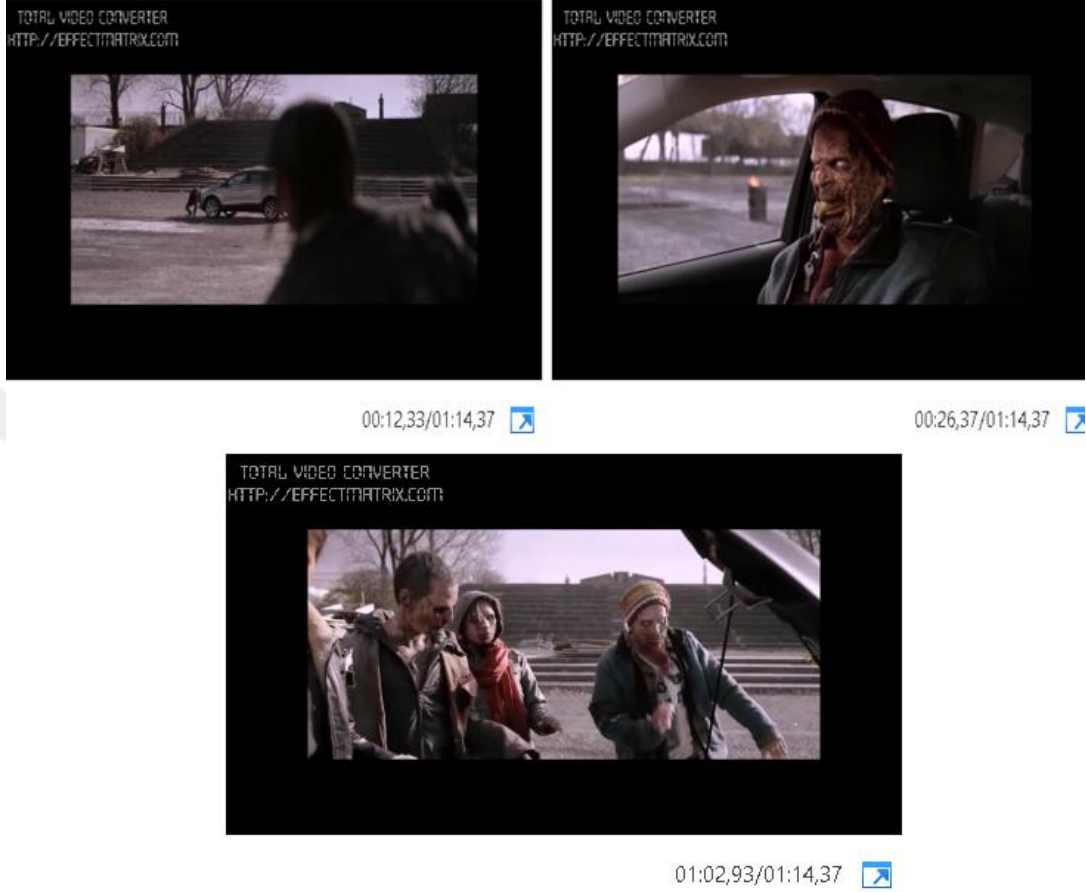 TOTAL VIDEO CONVERTER
HTTP://EFFECTMATRIX.COM
TOTAL VIDEO CONVERTER
HTTP://EFFECTMATRIX.COM
00:12,33/01:14,37
00:26,37/01:14,37
TOTAL VIDEO CONVERTER
HTTP://EFFECTMATRIX.COM
01:02,93/01:14,37